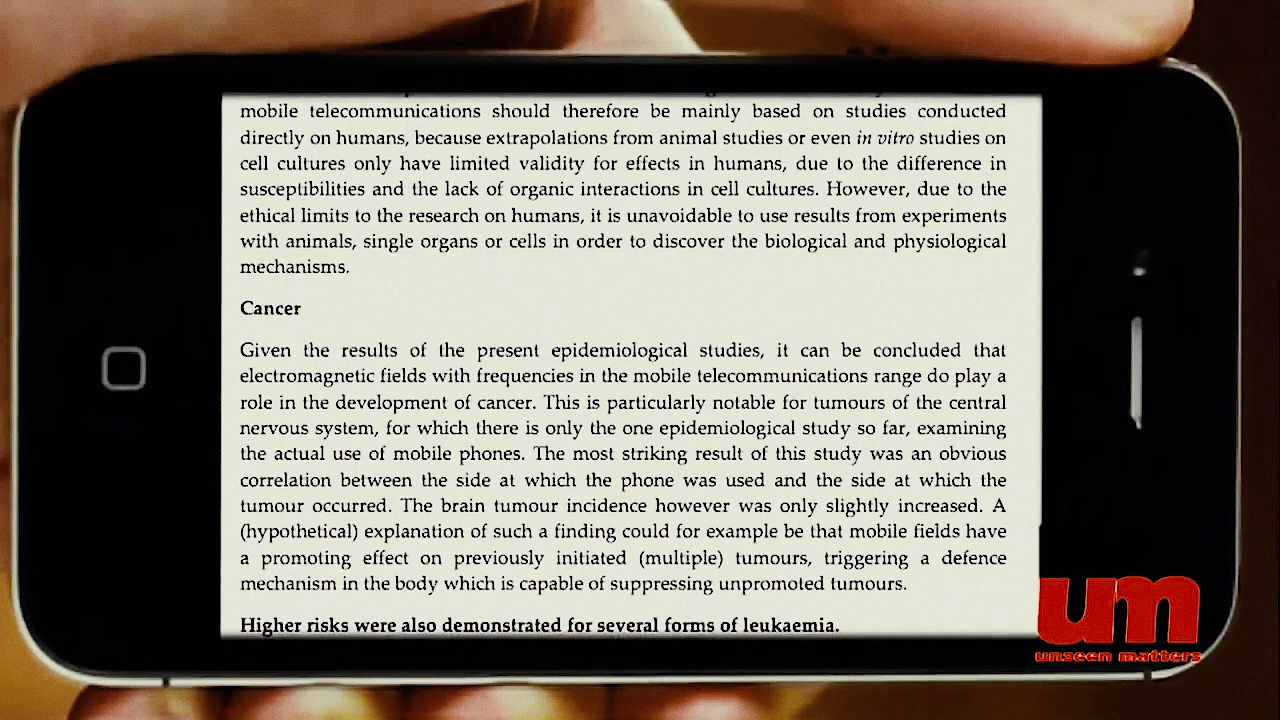 mobile telecommunications should therefore be mainly based on studies conducted
directly on humans, because extrapolations from animal studies or even in vitro studies on
cell cultures only have limited validity for effects in humans, due to the difference in
susceptibilities and the lack of organic interactions in cell cultures. However, due to the
ethical limits to the research on humans, it is unavoidable to use results from experiments
with animals, single organs or cells in order to discover the biological and physiological
mechanisms.
Cancer
Given the results of the present epidemiological studies, it can be concluded that
electromagnetic fields with frequencies in the mobile telecommunications range do play a
role in the development of cancer. This is particularly notable for tumours of the central
nervous system, for which there is only the one epidemiological study so far, examining
the actual use of mobile phones. The most striking result of this study was an obvious
correlation between the side at which the phone was used and the side at which the
tumour occurred. The brain tumour incidence however was only slightly increased. A
(hypothetical) explanation of such a finding could for example be that mobile fields have
a promoting effect on previously initiated (multiple) tumours, triggering a defence
mechanism in the body which is capable of suppressing unpromoted tumours.
Higher risks were also demonstrated for several forms of leukaemia.
um
unseen matters